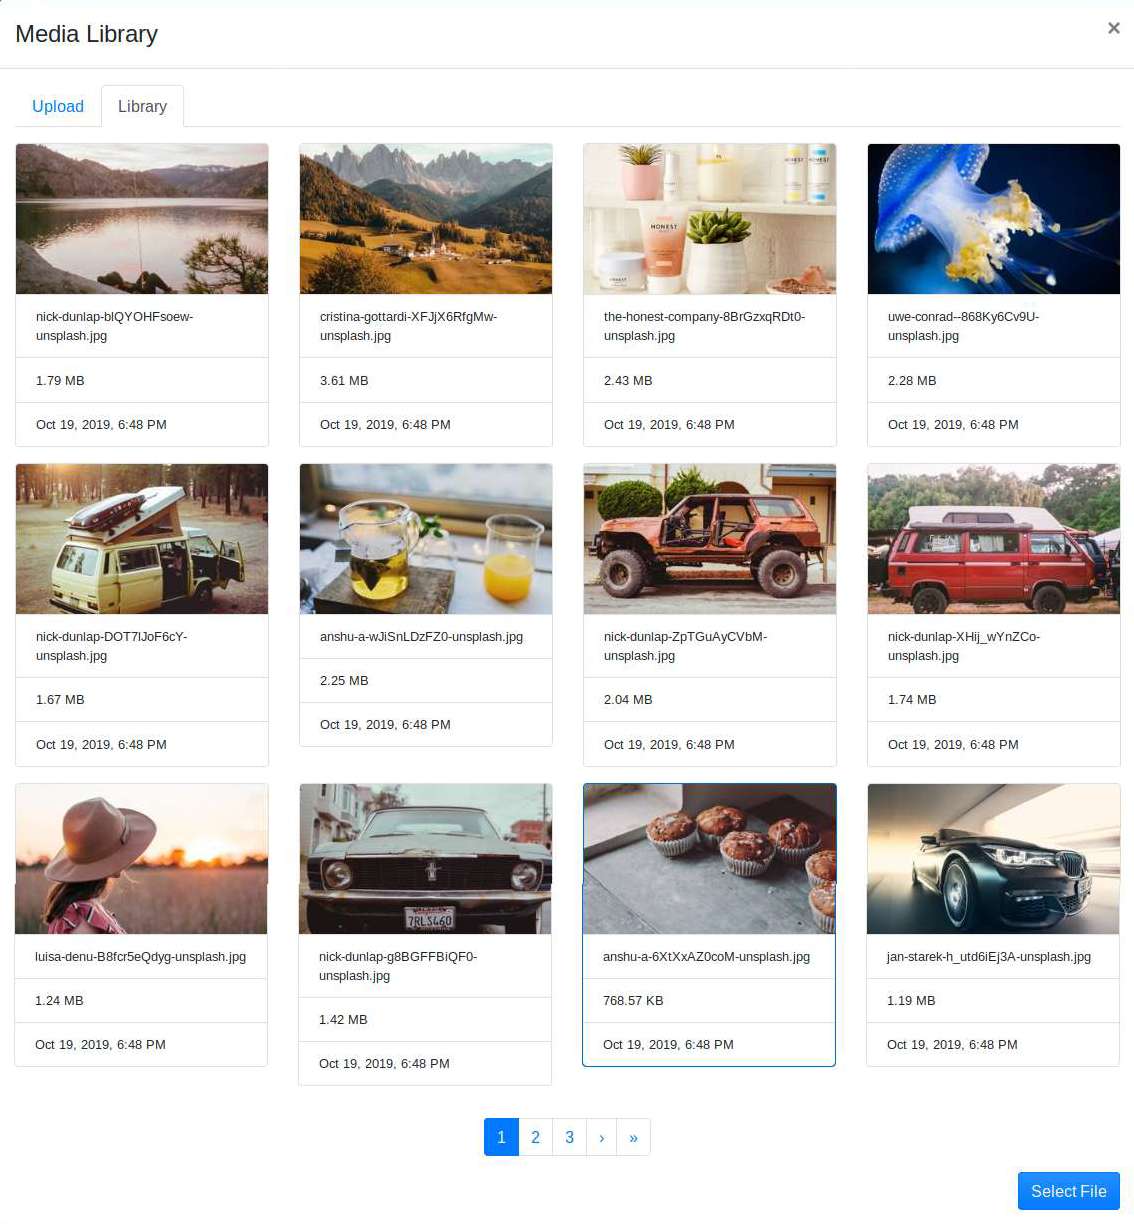 Media Library
×
Upload
Library
HONEST
nick-dunlap-blQYOHFsoew-
unsplash.jpg
1.79 MB
Oct 19, 2019, 6:48 PM
cristina-gottardi-XFJjX6RfgMw-
unsplash.jpg
3.61 MB
Oct 19, 2019, 6:48 PM
the-honest-company-8BrGzxqRDt0-
unsplash.jpg
2.43 MB
Oct 19, 2019, 6:48 PM
uwe-conrad--868Ky6Cv9U-
unsplash.jpg
2.28 MB
Oct 19, 2019, 6:48 PM
nick-dunlap-DOT7lJoF6cY-
unsplash.jpg
1.67 MB
Oct 19, 2019, 6:48 PM
anshu-a-wJiSnLDzFZ0-unsplash.jpg
2.25 MB
Oct 19, 2019, 6:48 PM
nick-dunlap-ZpTGuAyCVbM-
unsplash.jpg
2.04 MB
Oct 19, 2019, 6:48 PM
nick-dunlap-XHij_wYnZCo-
unsplash.jpg
1.74 MB
Oct 19, 2019, 6:48 PM
luisa-denu-B8fcr5eQdyg-unsplash.jpg
1.24 MB
Oct 19, 2019, 6:48 PM
7RLS460
nick-dunlap-g8BGFFBiQF0-
unsplash.jpg
1.42 MB
Oct 19, 2019, 6:48 PM
anshu-a-6XtXxAZ0coM-unsplash.jpg
768.57 KB
Oct 19, 2019, 6:48 PM
jan-starek-h_utd6iEj3A-unsplash.jpg
1.19 MB
Oct 19, 2019, 6:48 PM
1 2 3 › »
Select File